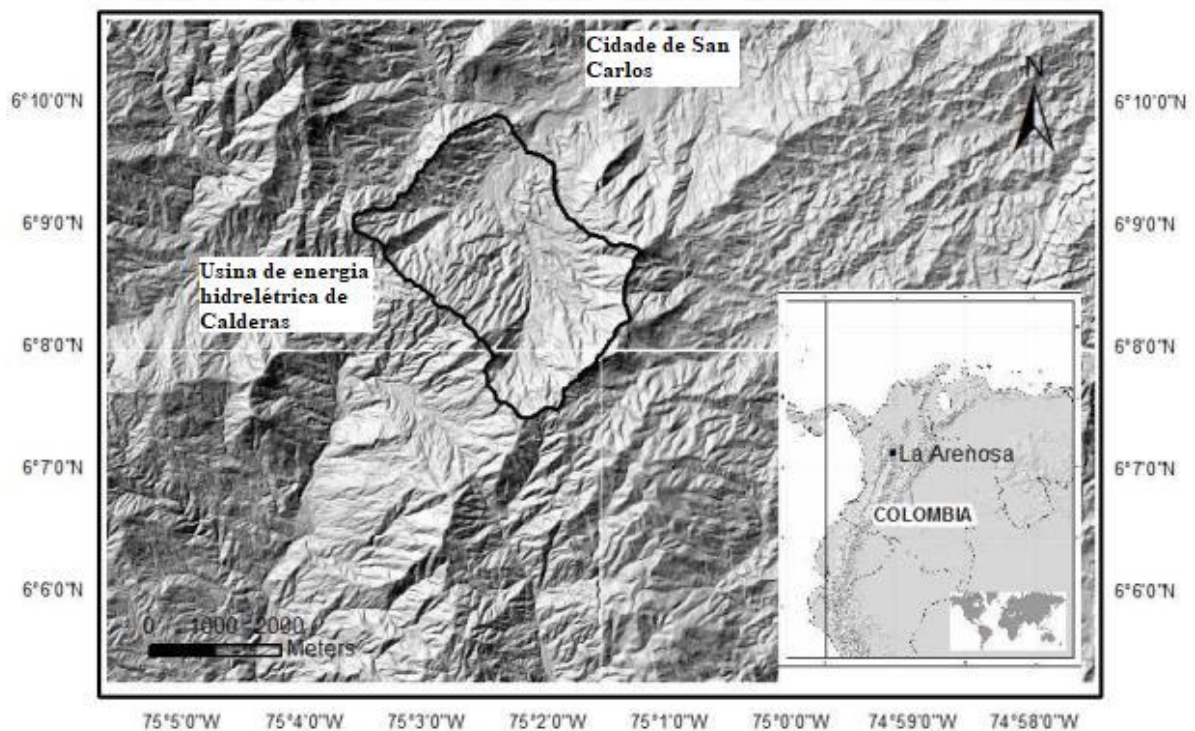 Cidade de San
Carlos
N
6°10'0"N
6°10'0"N
6°9'0"N
6°9'0"N
Usina de energia
hidrelétrica de
Calderas
6°8'0"N
6°8'0"N
6°7'0"N
6°7'0"N
La Arenosa
COLOMBIA
6°6'0"N
6°6'0"N
0 1000 2000
Meters
75°5'0"W 75°4'0"W 75°3'0"W 75°2'0"W 75°1'0"W 75°0'0"W 74°59'0"W 74°58'0"W